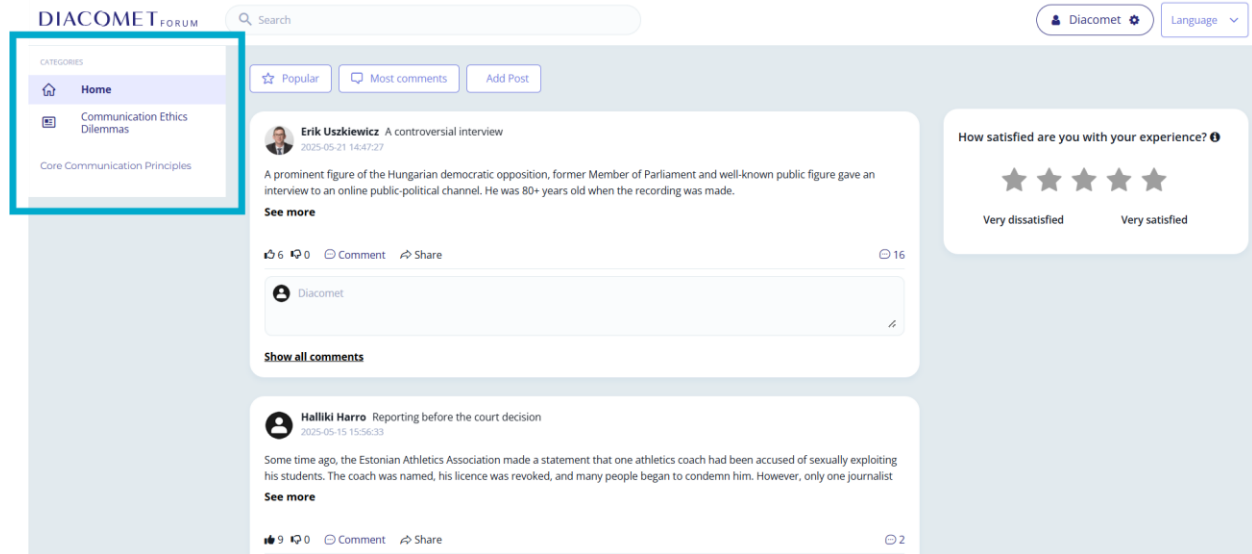 DIACOMET FORUM
Search
Diacomet
Language
CATEGORIES
Home
Communication Ethics
Dilemmas
Core Communication Principles
Popular
Most comments
Add Post
Erik Uszkiewicz A controversial interview
2025-05-21 14:47:27
A prominent figure of the Hungarian democratic opposition, former Member of Parliament and well-known public figure gave an
interview to an online public-political channel. He was 80+ years old when the recording was made.
See more
6 0 Comment Share 16
Diacomet
Show all comments
How satisfied are you with your experience?
Very dissatisfied Very satisfied
Halliki Harro Reporting before the court decision
2025-05-15 15:56:33
Some time ago, the Estonian Athletics Association made a statement that one athletics coach had been accused of sexually exploiting
his students. The coach was named, his licence was revoked, and many people began to condemn him. However, only one journalist
See more
9 0 Comment Share 2